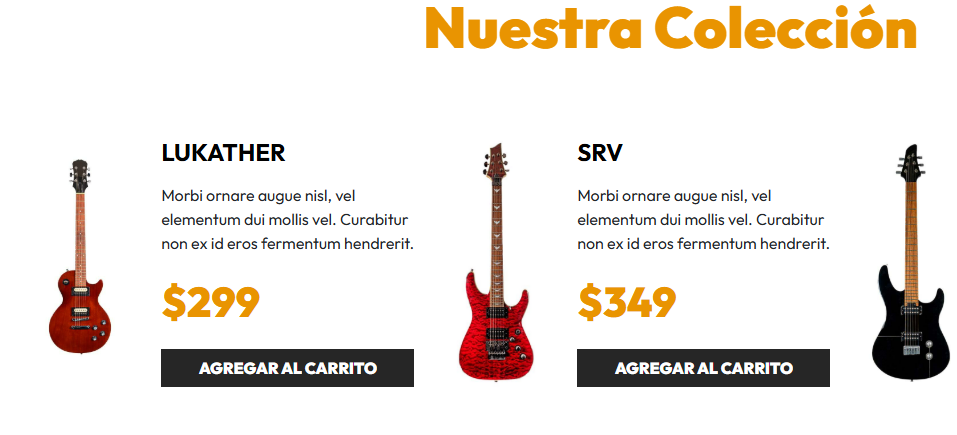 Nuestra Colección
LUKATHER
Morbi ornare augue nisl, vel
elementum dui mollis vel. Curabitur
non ex id eros fermentum hendrerit.
$299
AGREGAR AL CARRITO
SRV
Morbi ornare augue nisl, vel
elementum dui mollis vel. Curabitur
non ex id eros fermentum hendrerit.
$349
AGREGAR AL CARRITO